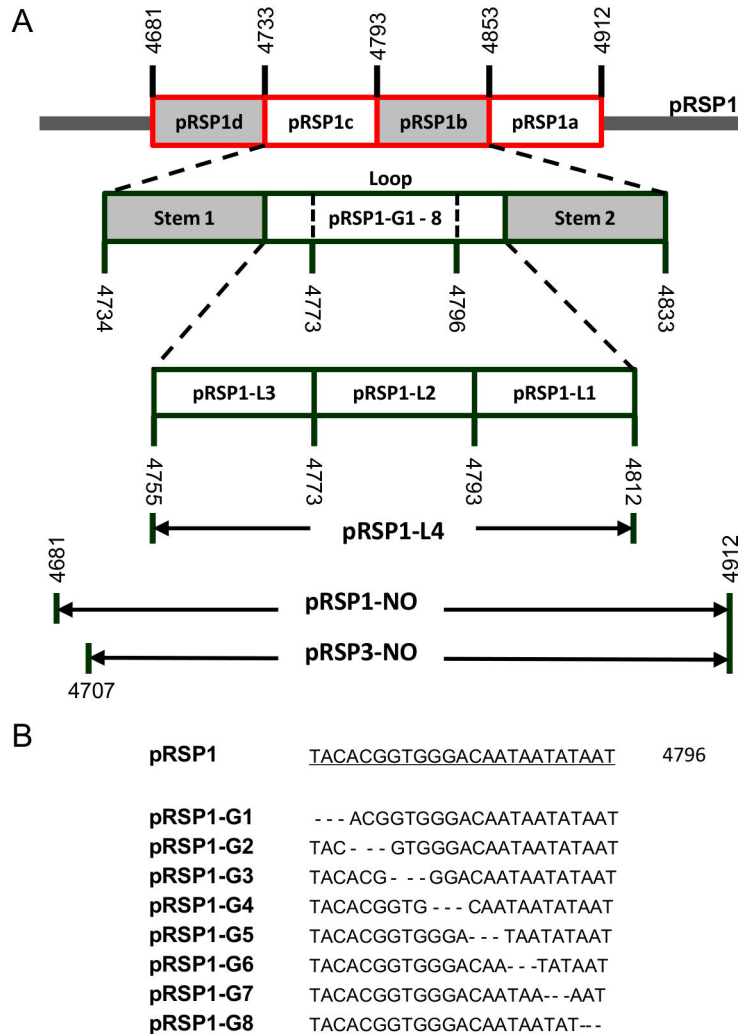 A
4681 4733 4793 4853 4912
pRSP1
pRSP1d pRSP1c pRSP1b pRSP1a
Loop
Stem 1 pRSP1-G1 - 8 Stem 2
4734 4773 4796 4833
pRSP1-L3 pRSP1-L2 pRSP1-L1
4755 4773 4793 4812
pRSP1-L4
4681 4912
pRSP1-NO
pRSP3-NO
4707
B
pRSP1 TACACGGTGGGACAATAATATAAT 4796
pRSP1-G1 - - - ACGGTGGGACAATAATATAAT
pRSP1-G2 TAC- - - GTGGGACAATAATATAAT
pRSP1-G3 TACACG- - -GGACAATAATATAAT
pRSP1-G4 TACACGGTG- - -CAATAATATAAT
pRSP1-G5 TACACGGTGGGA- - -TAATATAAT
pRSP1-G6 TACACGGTGGGACAA---TATAAT
pRSP1-G7 TACACGGTGGGACAATAA---AAT
pRSP1-G8 TACACGGTGGGACAATAATAT---